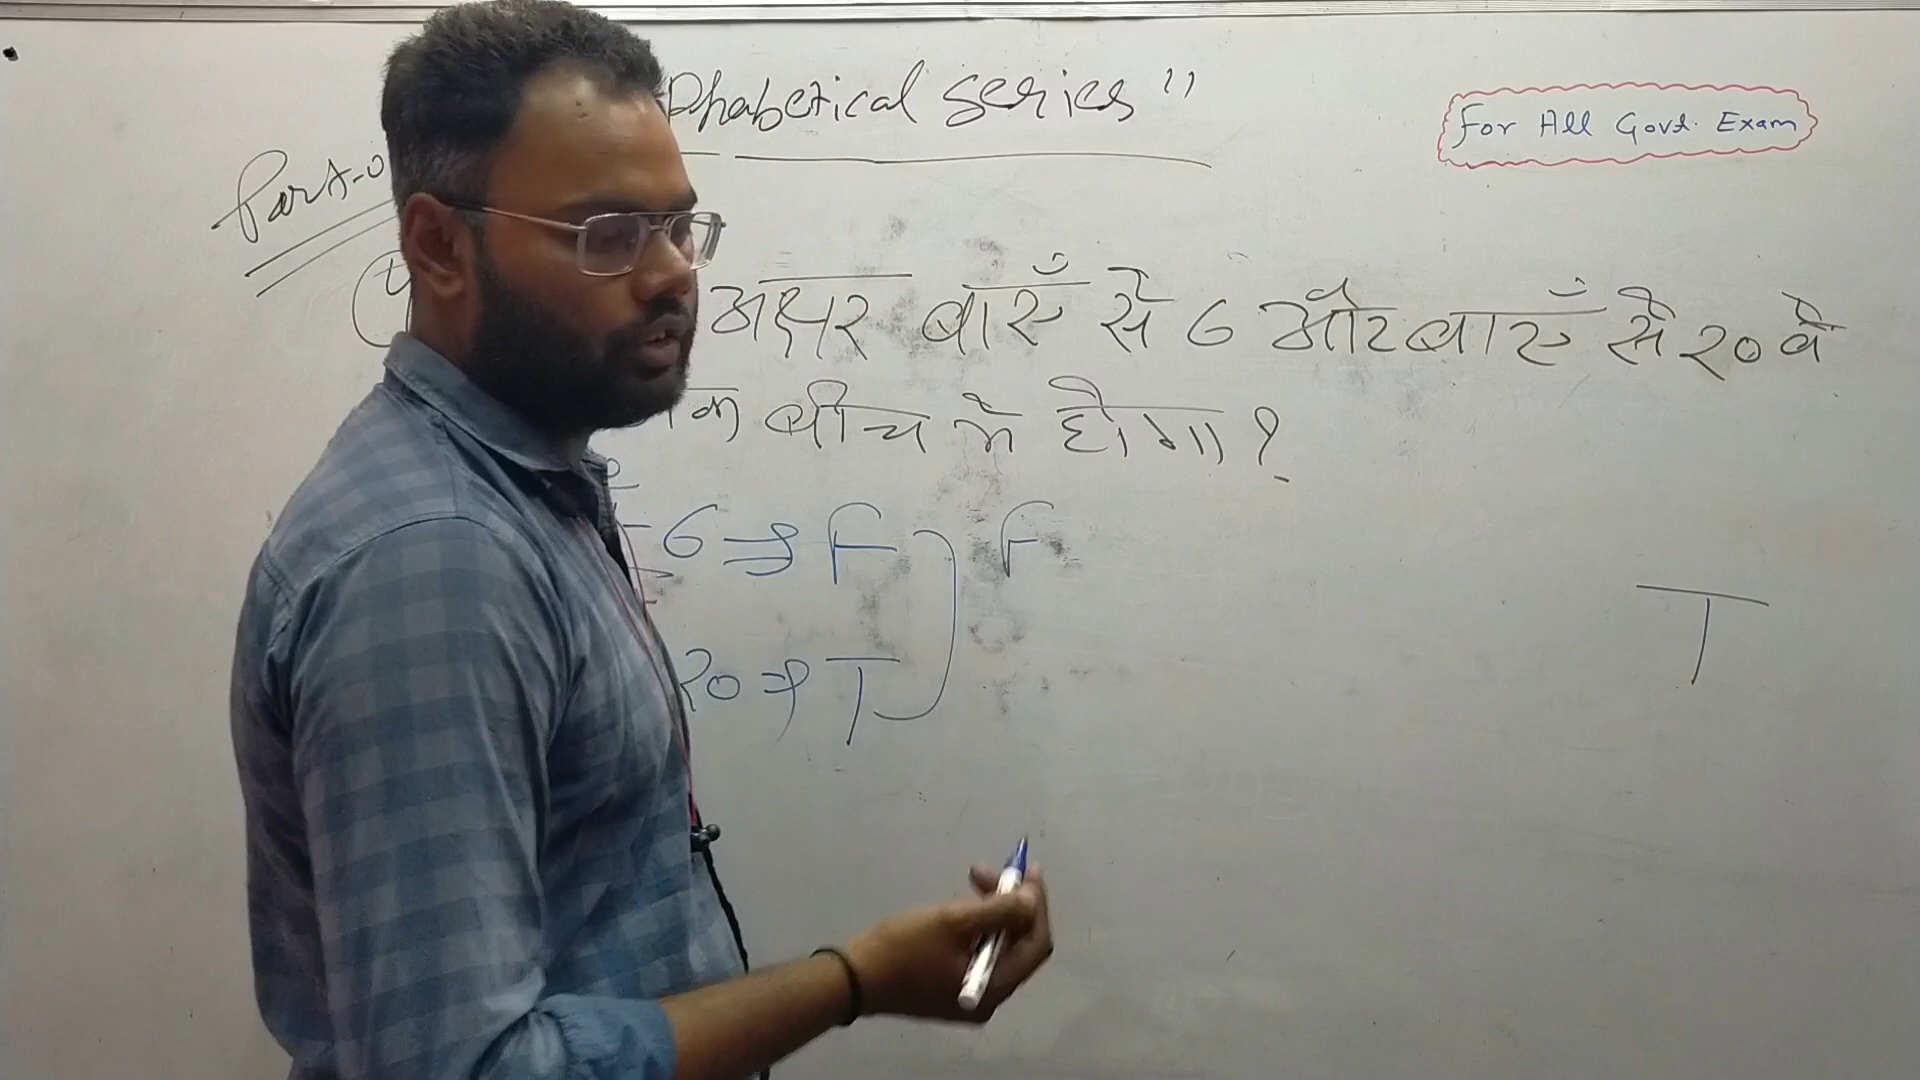 Phabetical series"
For All Govt. Exam
Part-0
अक्षर बाएँ से 6 और बाएँ से 20 वे
बीच में होगा?
6 ⇒ F F
T
20 ⇒ T